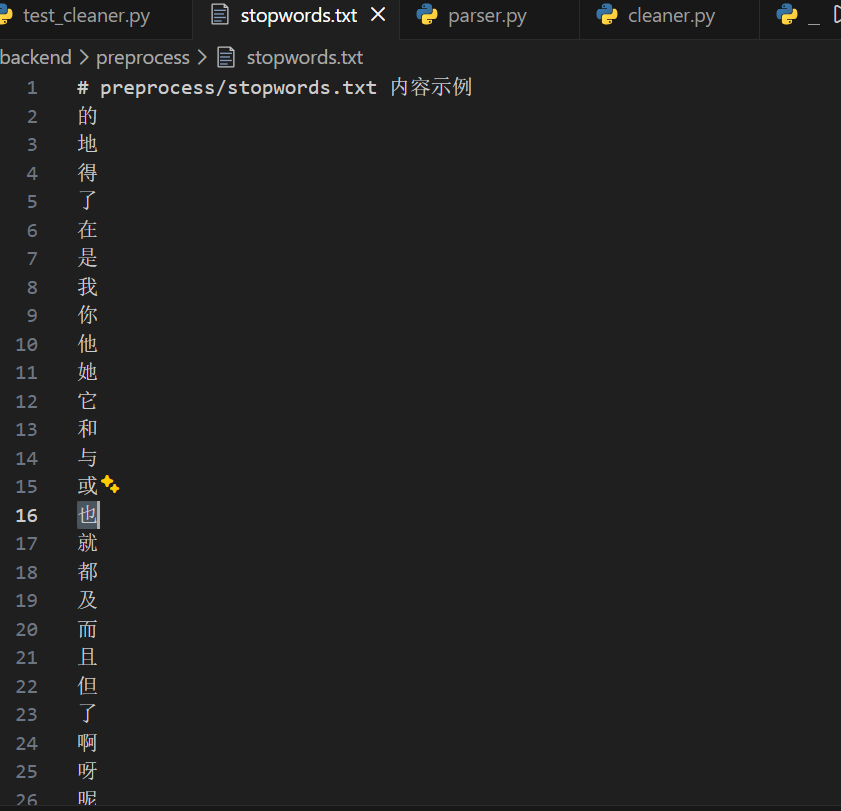 test_cleaner.py stopwords.txt parser.py cleaner.py _
backend > preprocess > stopwords.txt
1 # preprocess/stopwords.txt 内容示例
2 的
3 地
4 得
5 了
6 在
7 是
8 我
9 你
10 他
11 她
12 它
13 和
14 与
15 或
16 也
17 就
18 都
19 及
20 而
21 且
22 但
23 了
24 啊
25 呀
26 呢